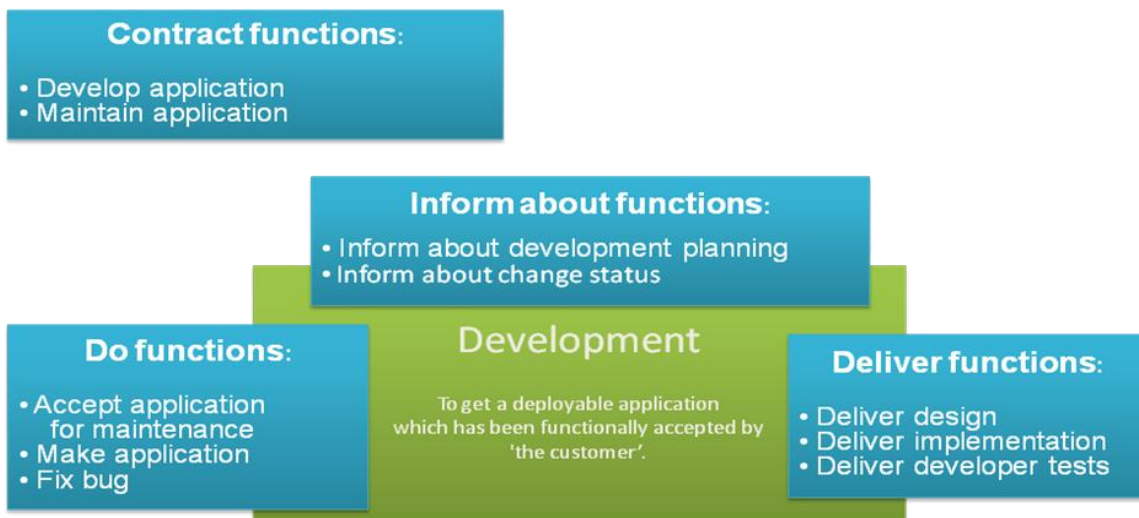 Contract functions:
• Develop application
• Maintain application
Inform about functions:
• Inform about development planning
• Inform about change status
Development
To get a deployable application
which has been functionally accepted by
'the customer’.
Do functions:
• Accept application
for maintenance
• Make application
• Fix bug
Deliver functions:
• Deliver design
• Deliver implementation
• Deliver developer tests